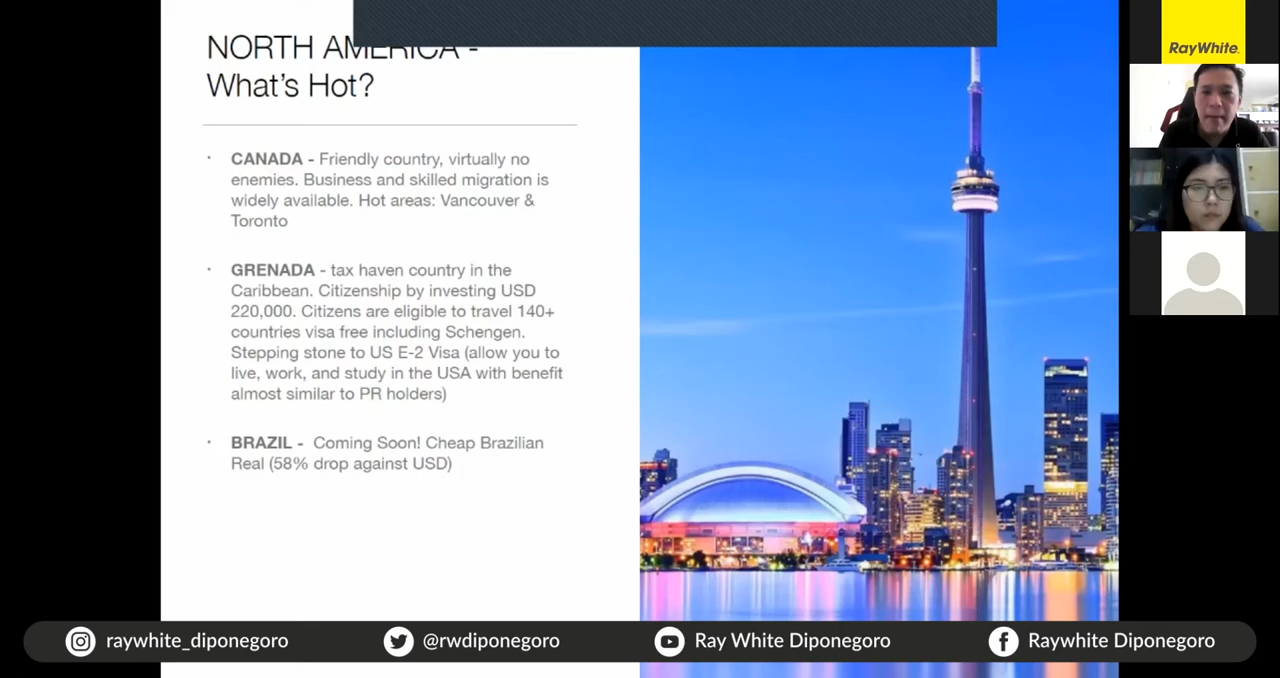 NORTH AMERICA -
What's Hot?
• CANADA - Friendly country, virtually no
enemies. Business and skilled migration is
widely available. Hot areas: Vancouver &
Toronto
• GRENADA - tax haven country in the
Caribbean. Citizenship by investing USD
220,000. Citizens are eligible to travel 140+
countries visa free including Schengen.
Stepping stone to US E-2 Visa (allow you to
live, work, and study in the USA with benefit
almost similar to PR holders)
• BRAZIL - Coming Soon! Cheap Brazilian
Real (58% drop against USD)
RayWhite.
raywhite_diponegoro
@rwdiponegoro
Ray White Diponegoro
Raywhite Diponegoro